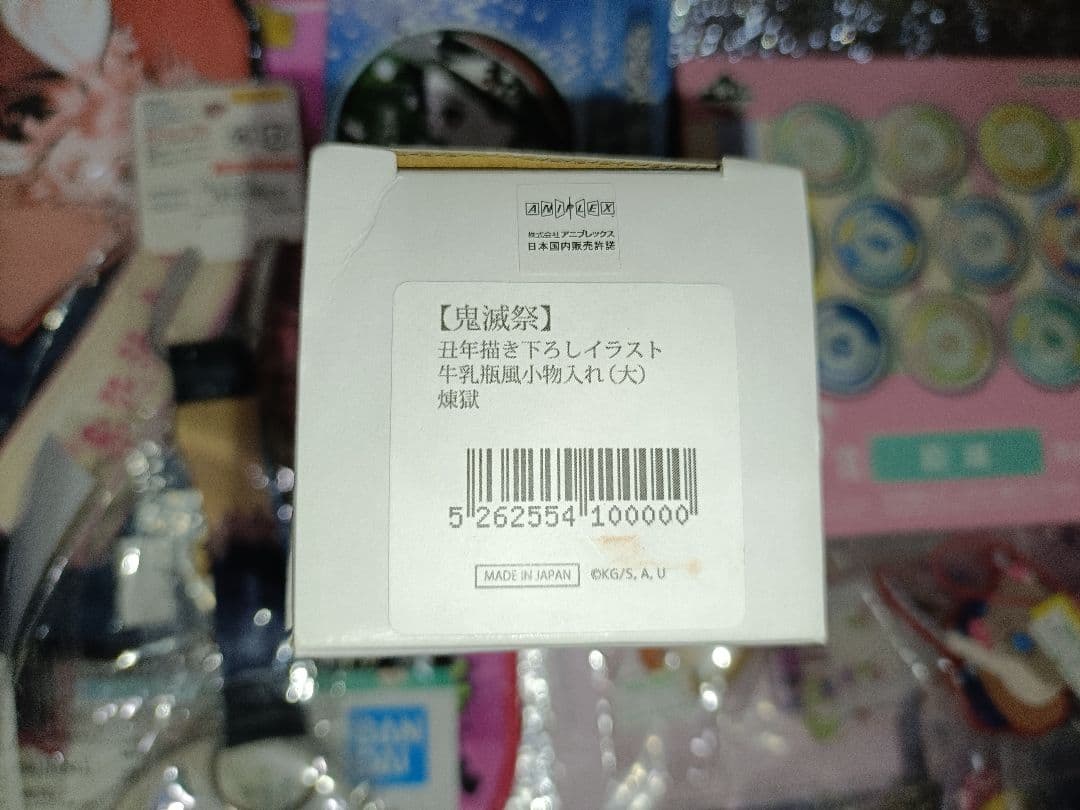 ANIPLEX
株式会社アニプレックス
日本国内販売許諾
【鬼滅祭】
丑年描き下ろしイラスト
牛乳瓶風小物入れ(大)
煉獄
5 262554 100000
MADE IN JAPAN ©KG/S, A, U
BAN
DAI